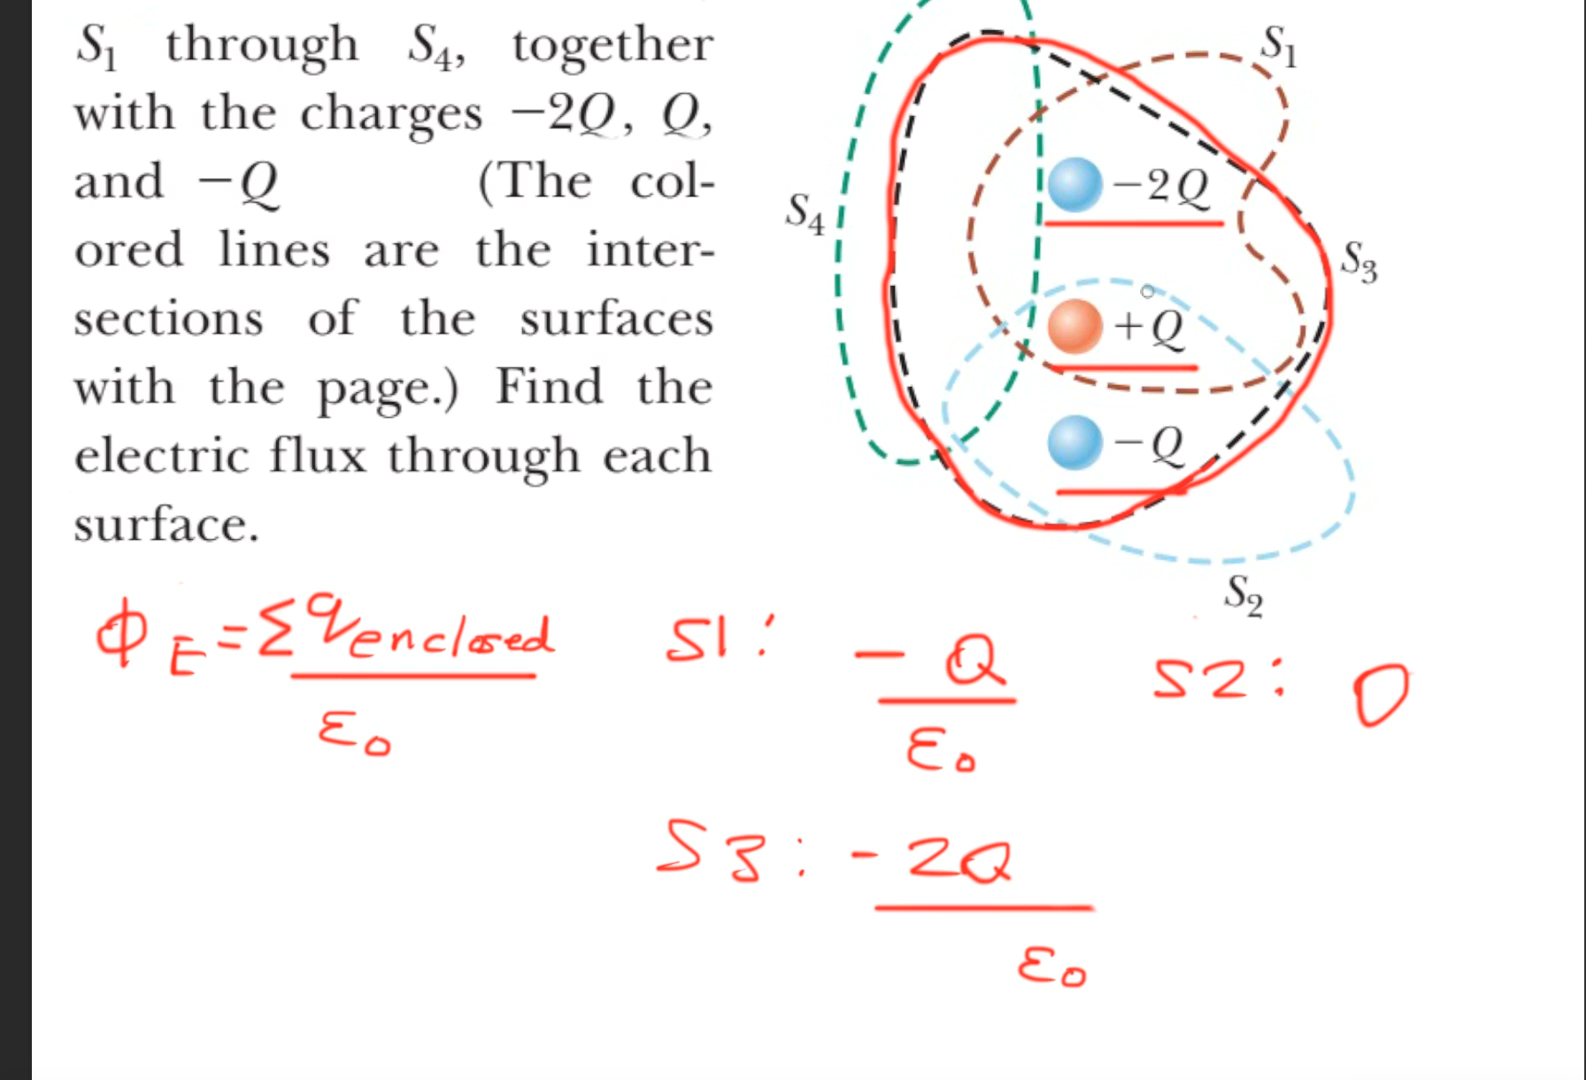 S₁ through S₄, together
with the charges −2Q, Q,
and −Q (The col-
ored lines are the inter-
sections of the surfaces
with the page.) Find the
electric flux through each
surface.
S₁
−2Q
S₄
S₃
+Q
−Q
S₂
ϕ_E = Σq enclosed / ε₀
S1: −Q / ε₀
S2: 0
S3: −2Q / ε₀